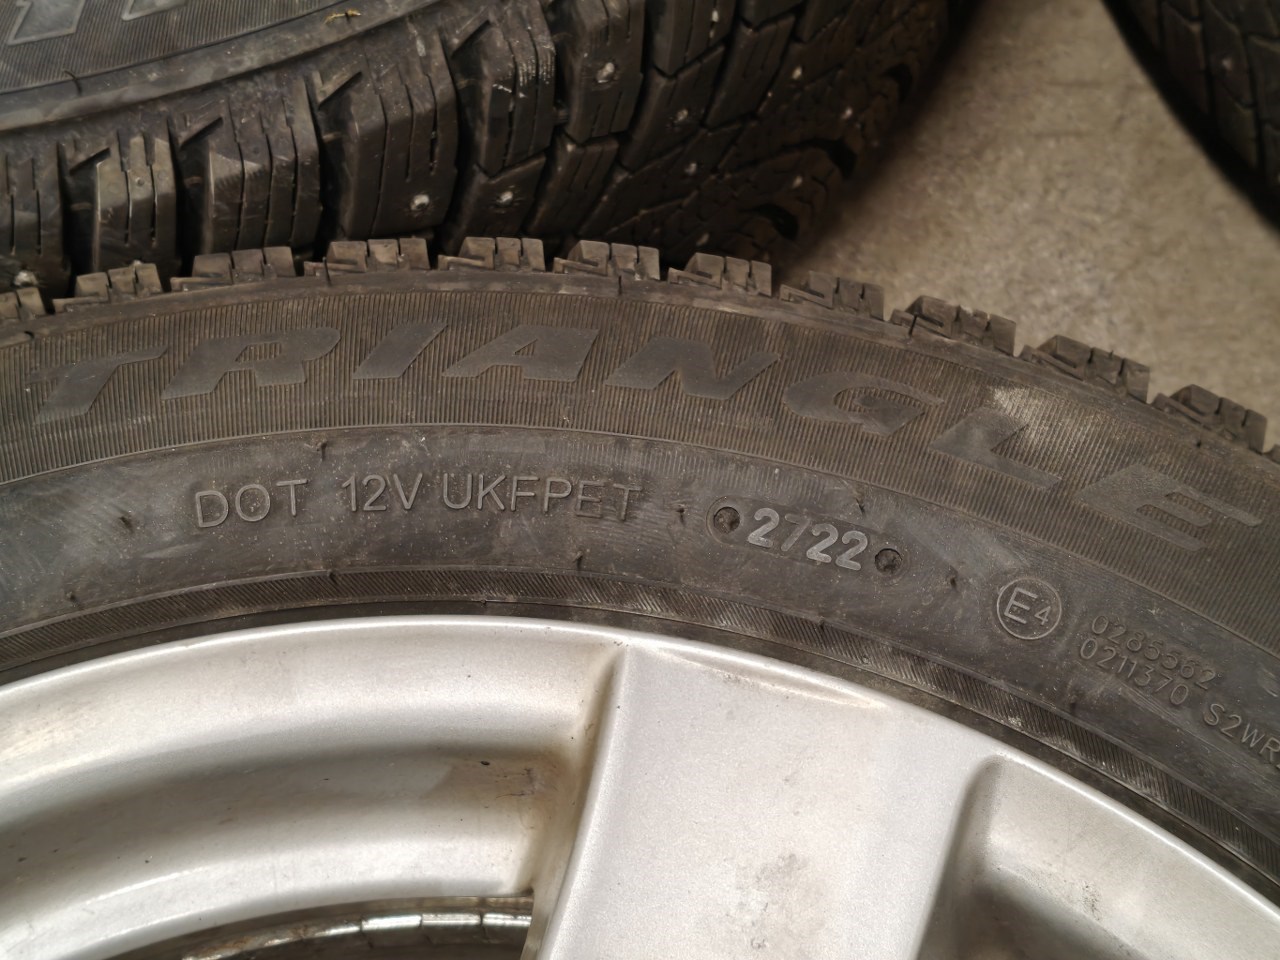 TRIANGLE
DOT 12V UKFPET 2722
E4
0285562
0211370 S2WR